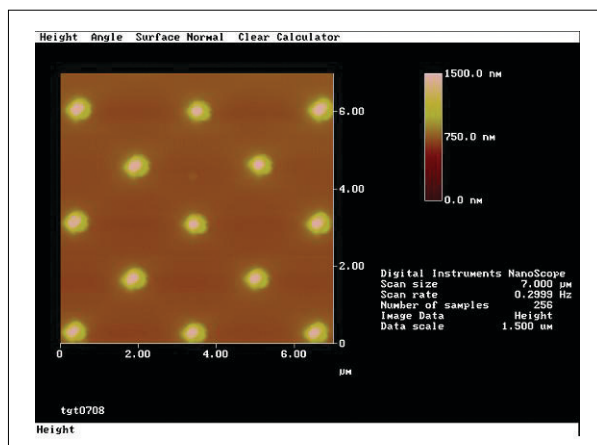 Height Angle Surface Normal Clear Calculator
1500.0 nM
750.0 nM
0.0 nM
6.00
4.00
2.00
0
0 2.00 4.00 6.00
μM
Digital Instruments NanoScope
Scan size 7.000 μm
Scan rate 0.2999 Hz
Number of samples 256
Image Data Height
Data scale 1.500 um
tgt0708
Height